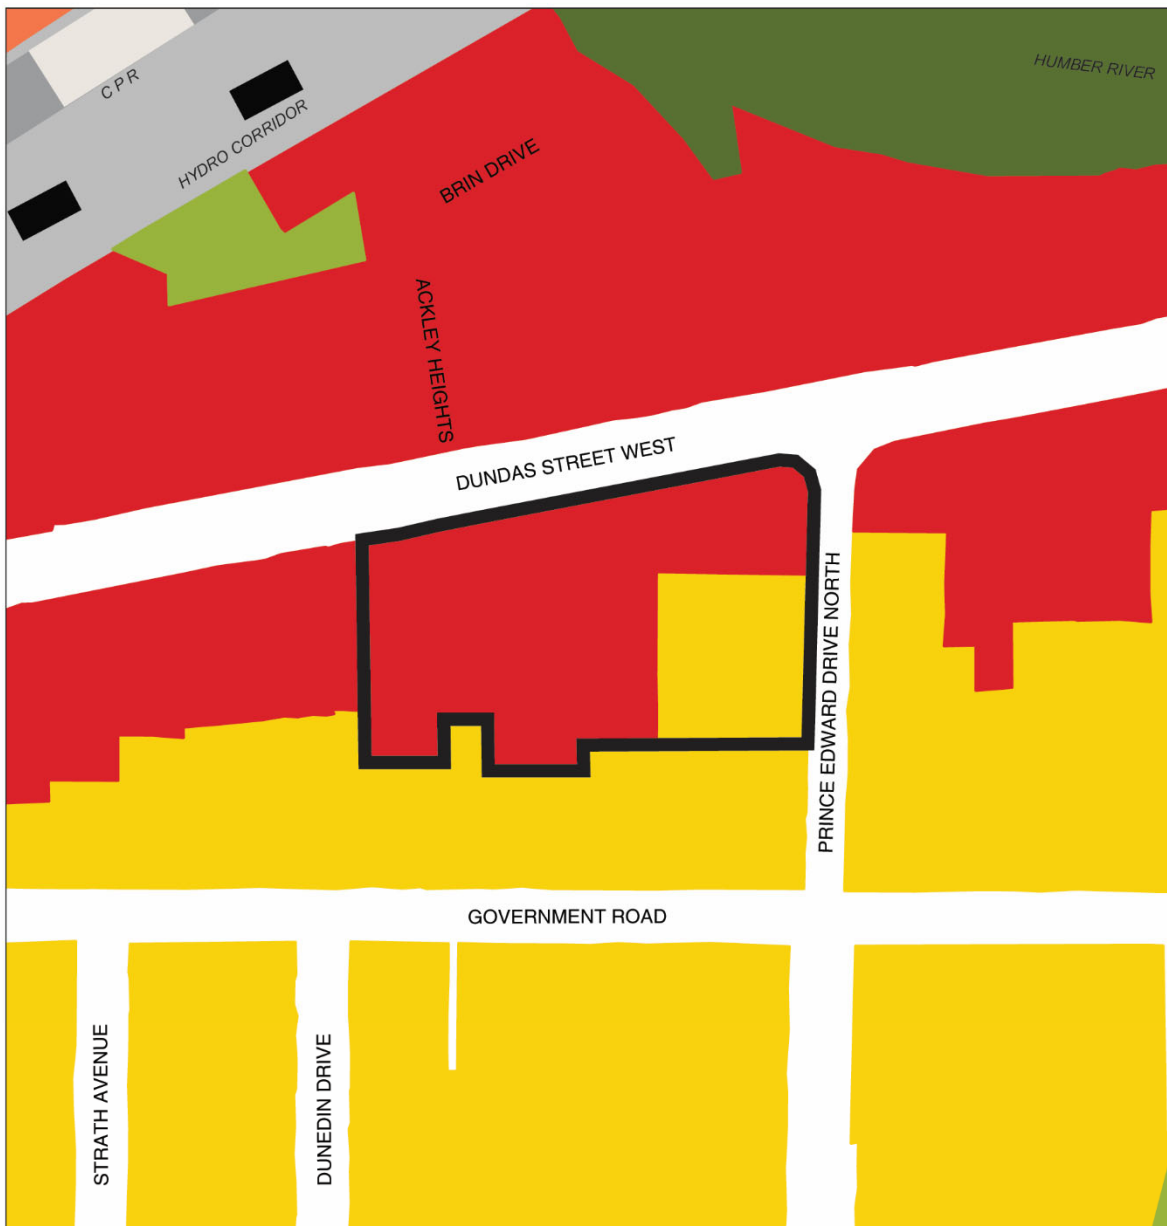 HUMBER RIVER
C P R
HYDRO CORRIDOR
BRIN DRIVE
ACKLEY HEIGHTS
DUNDAS STREET WEST
PRINCE EDWARD DRIVE NORTH
GOVERNMENT ROAD
STRATH AVENUE
DUNEDIN DRIVE